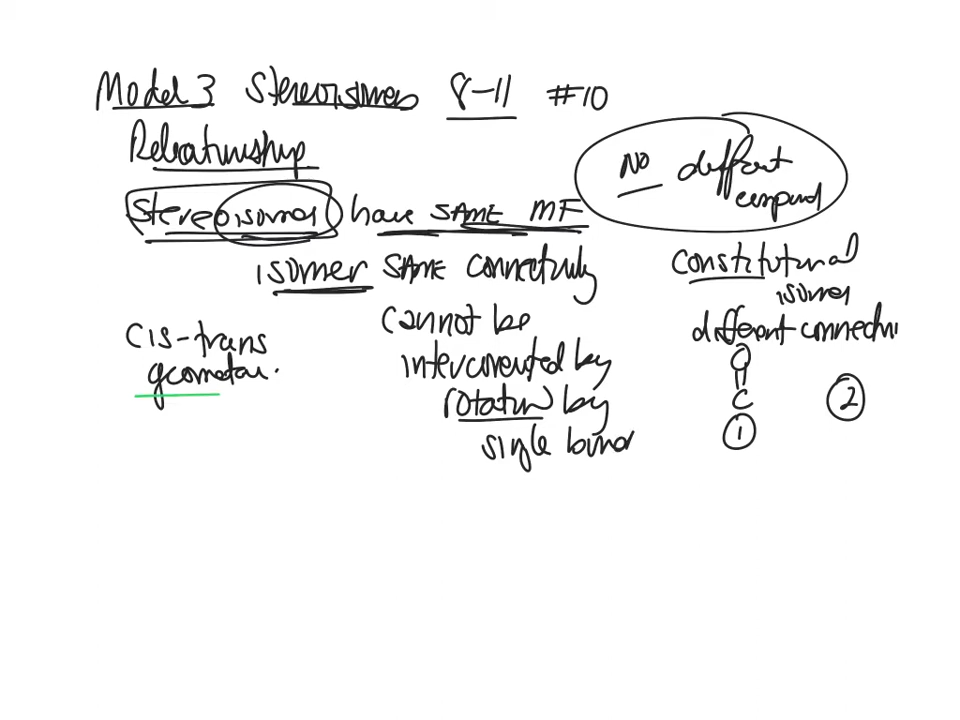 Model 3 Stereoisomers 8-11 #10
Relationship
No different
compound
Stereoisomers have SAME MF
isomer SAME connectivity
constitutional
isomer
different connectivi
cis-trans
geometric.
cannot be
interconverted by
rotation by
single bond
O
C
1
2